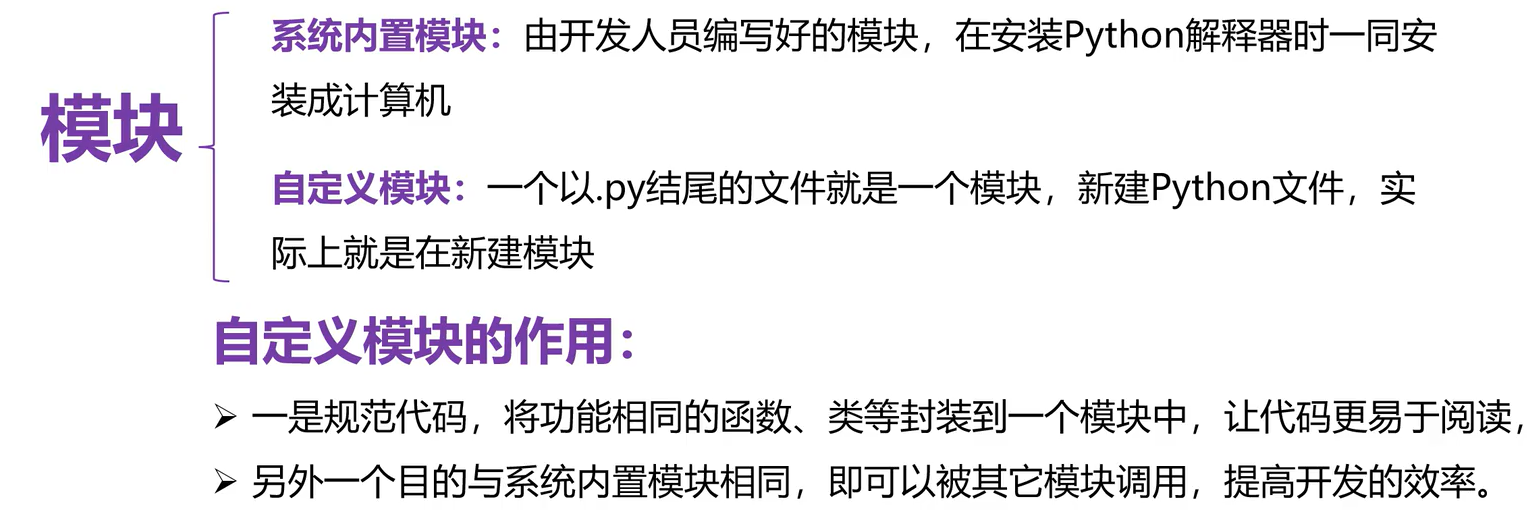 模块
系统内置模块：由开发人员编写好的模块，在安装Python解释器时一同安
装成计算机
自定义模块：一个以.py结尾的文件就是一个模块，新建Python文件，实
际上就是在新建模块
自定义模块的作用：
➢ 一是规范代码，将功能相同的函数、类等封装到一个模块中，让代码更易于阅读，
➢ 另外一个目的与系统内置模块相同，即可以被其它模块调用，提高开发的效率。